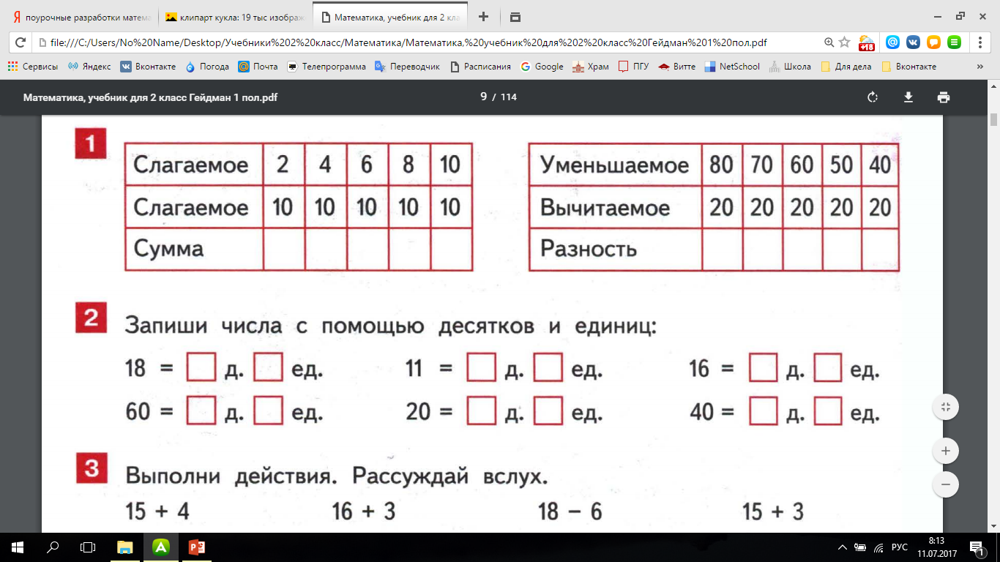 поурочные разработки матема
клипарт кукла: 19 тыс изображ
Математика, учебник для 2 кла
file:///C:/Users/No%20Name/Desktop/Учебники%202%20класс/Математика/Математика,%20учебник%20для%202%20класс%20Гейдман%201%20пол.pdf
+18
Сервисы Яндекс Вконтакте Погода Почта Телепрограмма Переводчик Расписания Google Храм ПГУ Витте NetSchool Школа Для дела Вконтакте »
Математика, учебник для 2 класс Гейдман 1 пол.pdf 9 / 114
1
Слагаемое 2 4 6 8 10
Слагаемое 10 10 10 10 10
Сумма
Уменьшаемое 80 70 60 50 40
Вычитаемое 20 20 20 20 20
Разность
2 Запиши числа с помощью десятков и единиц:
18 = д. ед. 11 = д. ед. 16 = д. ед.
60 = д. ед. 20 = д. ед. 40 = д. ед.
3 Выполни действия. Рассуждай вслух.
15 + 4 16 + 3 18 − 6 15 + 3
РУС
8:13
11.07.2017
1